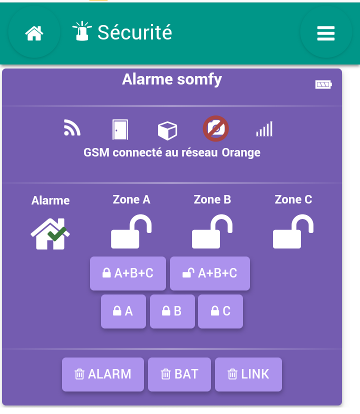 Sécurité
Alarme somfy
GSM connecté au réseau Orange
Alarme Zone A Zone B Zone C
A+B+C A+B+C
A B C
ALARM BAT LINK